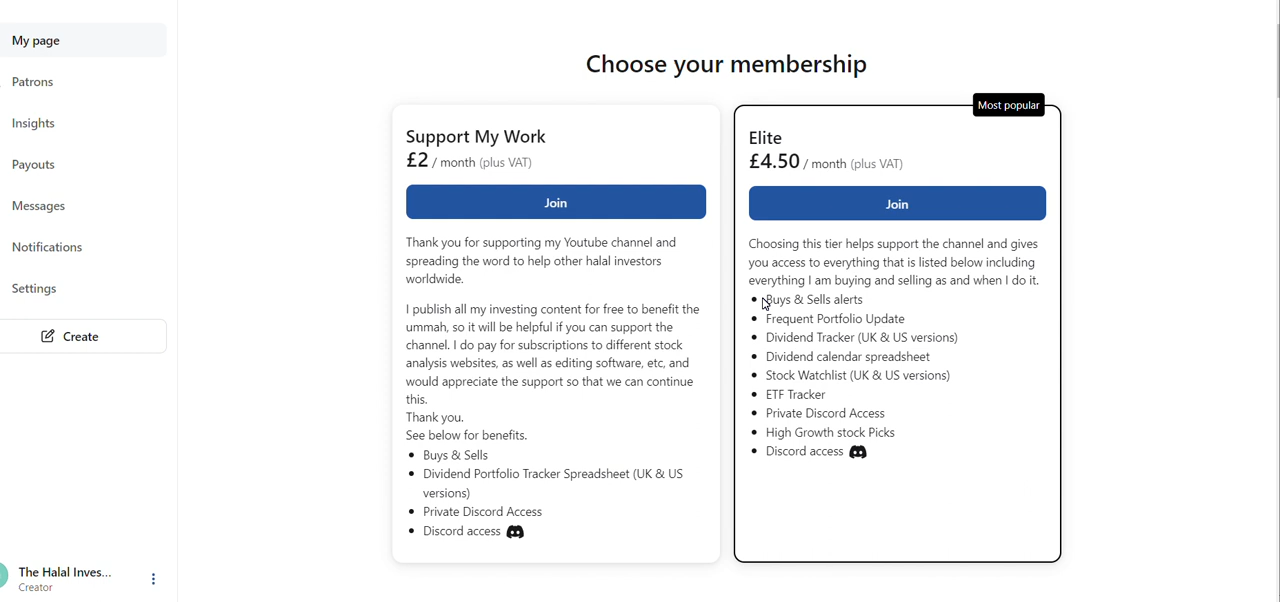 My page
Patrons
Insights
Payouts
Messages
Notifications
Settings
Create
The Halal Inves...
Creator
Choose your membership
Support My Work
£2 / month (plus VAT)
Join
Thank you for supporting my Youtube channel and
spreading the word to help other halal investors
worldwide.
I publish all my investing content for free to benefit the
ummah, so it will be helpful if you can support the
channel. I do pay for subscriptions to different stock
analysis websites, as well as editing software, etc, and
would appreciate the support so that we can continue
this.
Thank you.
See below for benefits.
• Buys & Sells
• Dividend Portfolio Tracker Spreadsheet (UK & US
versions)
• Private Discord Access
• Discord access
Most popular
Elite
£4.50 / month (plus VAT)
Join
Choosing this tier helps support the channel and gives
you access to everything that is listed below including
everything I am buying and selling as and when I do it.
• Buys & Sells alerts
• Frequent Portfolio Update
• Dividend Tracker (UK & US versions)
• Dividend calendar spreadsheet
• Stock Watchlist (UK & US versions)
• ETF Tracker
• Private Discord Access
• High Growth stock Picks
• Discord access